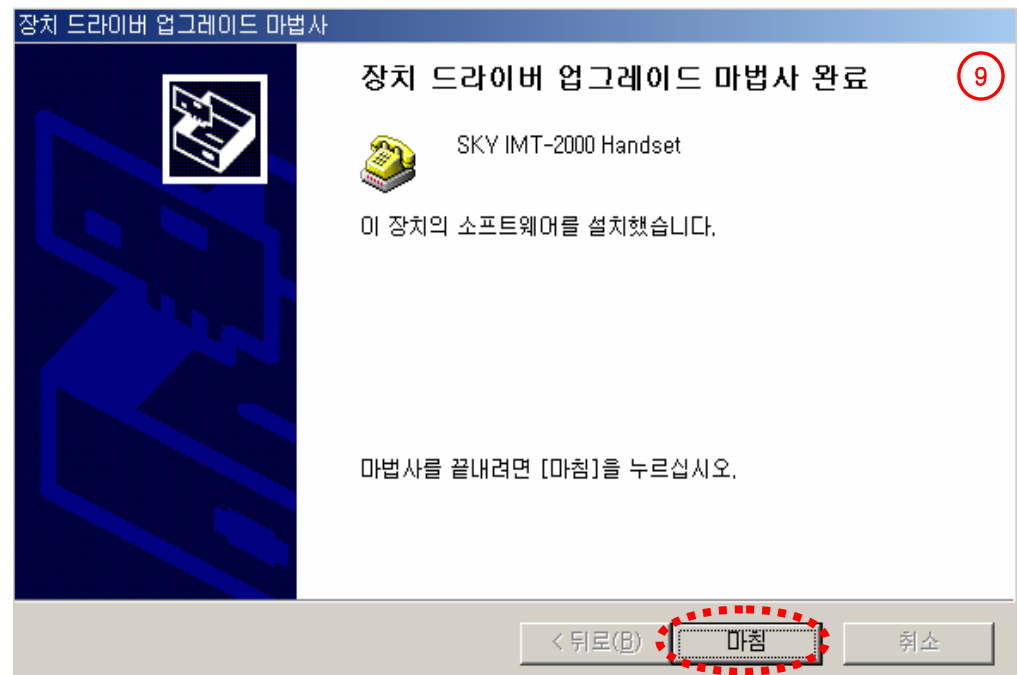 장치 드라이버 업그레이드 마법사
장치 드라이버 업그레이드 마법사 완료
9
SKY IMT-2000 Handset
이 장치의 소프트웨어를 설치했습니다.
마법사를 끝내려면 [마침]을 누르십시오.
< 뒤로(B)
마침
취소